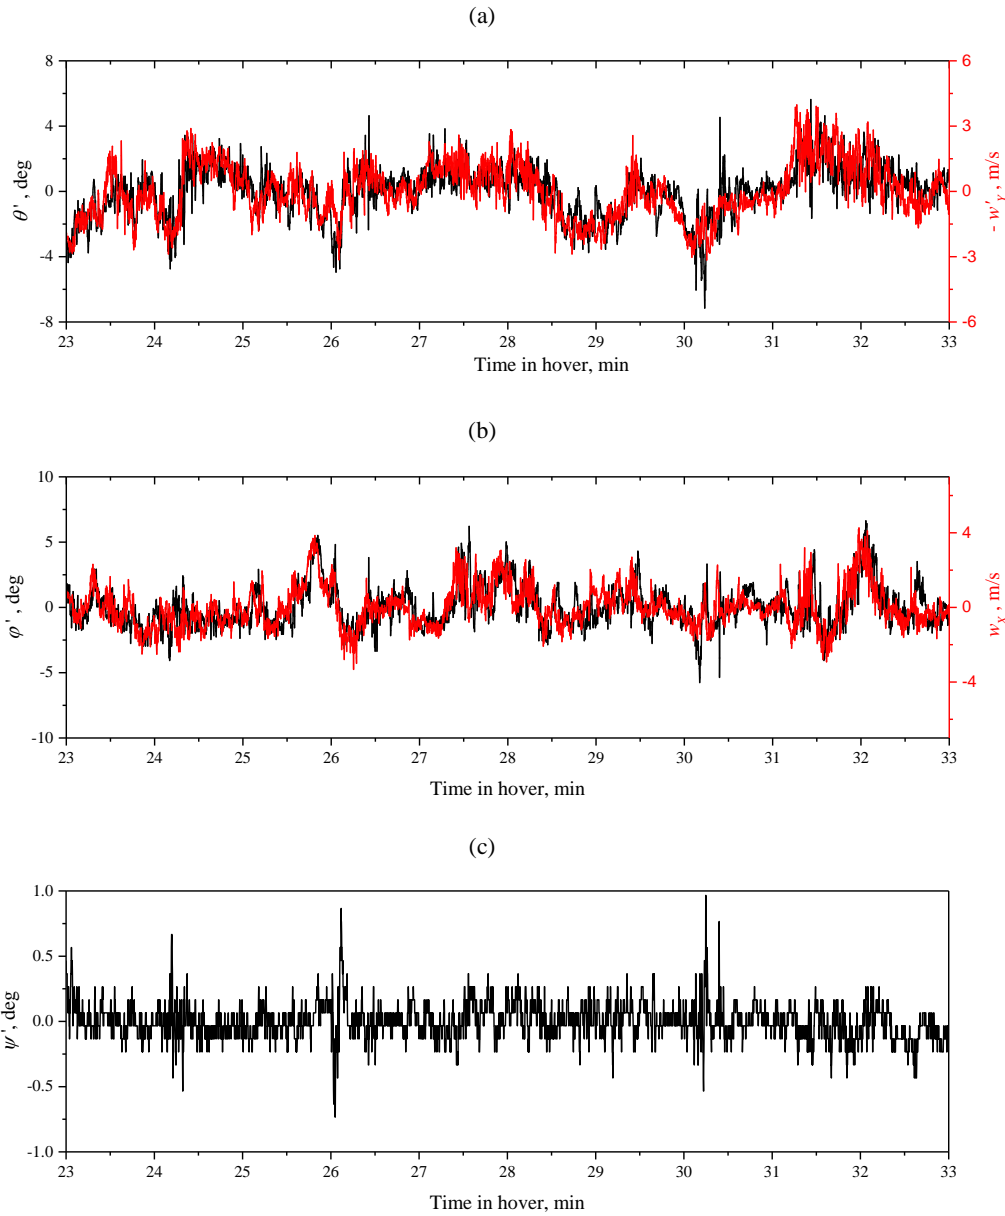 (a)
8
4
0
-4
-8
θ', deg
6
3
0
-3
-6
- w'Y, m/s
23 24 25 26 27 28 29 30 31 32 33
Time in hover, min
(b)
10
5
0
-5
-10
φ', deg
4
0
-4
wX, m/s
23 24 25 26 27 28 29 30 31 32 33
Time in hover, min
(c)
1.0
0.5
0.0
-0.5
-1.0
ψ', deg
23 24 25 26 27 28 29 30 31 32 33
Time in hover, min